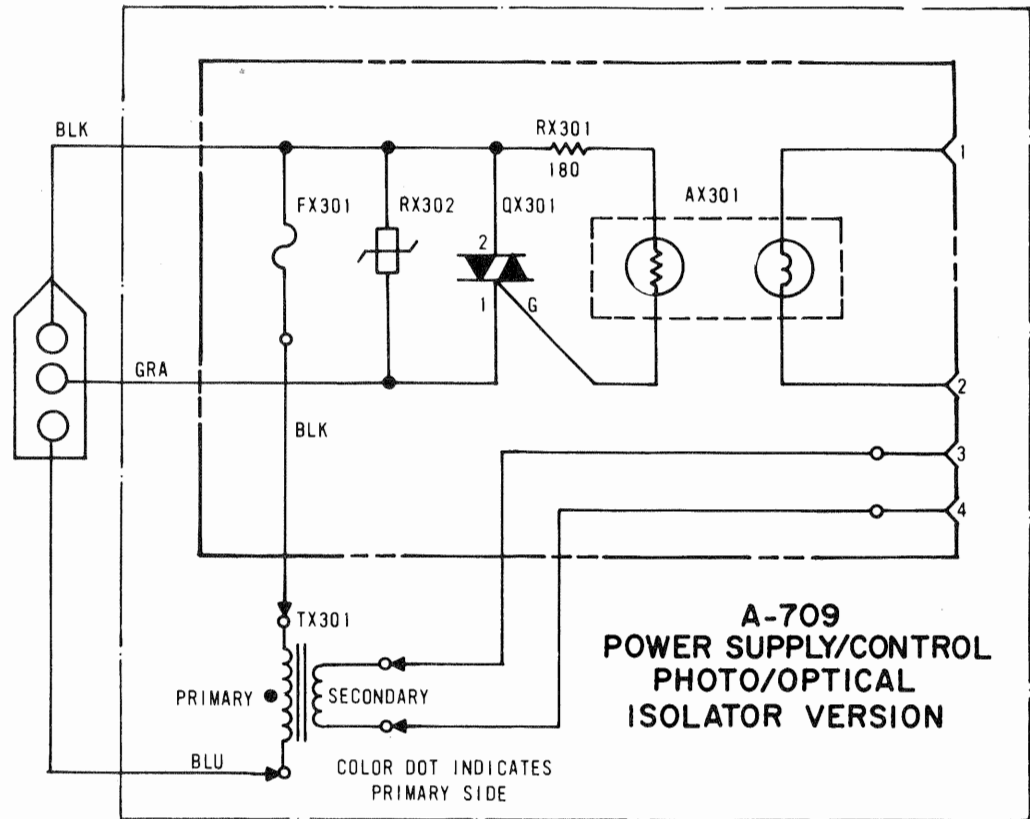 BLK
RX301
180
1
AX301
FX301
RX302
QX301
2
1
G
GRA
2
BLK
3
4
TX301
PRIMARY
SECONDARY
BLU
COLOR DOT INDICATES
PRIMARY SIDE
A-709
POWER SUPPLY/CONTROL
PHOTO/OPTICAL
ISOLATOR VERSION